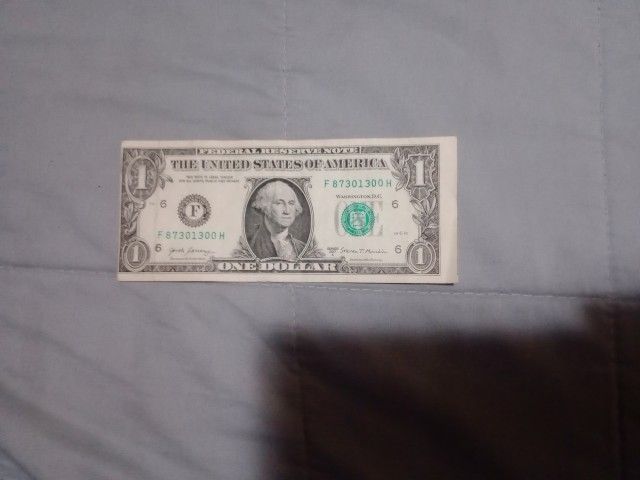 FEDERAL RESERVE NOTE
THE UNITED STATES OF AMERICA
1
1
F 87301300 H
WASHINGTON, D.C.
6
F
6
F 87301300 H
6
6
1
ONE DOLLAR
1